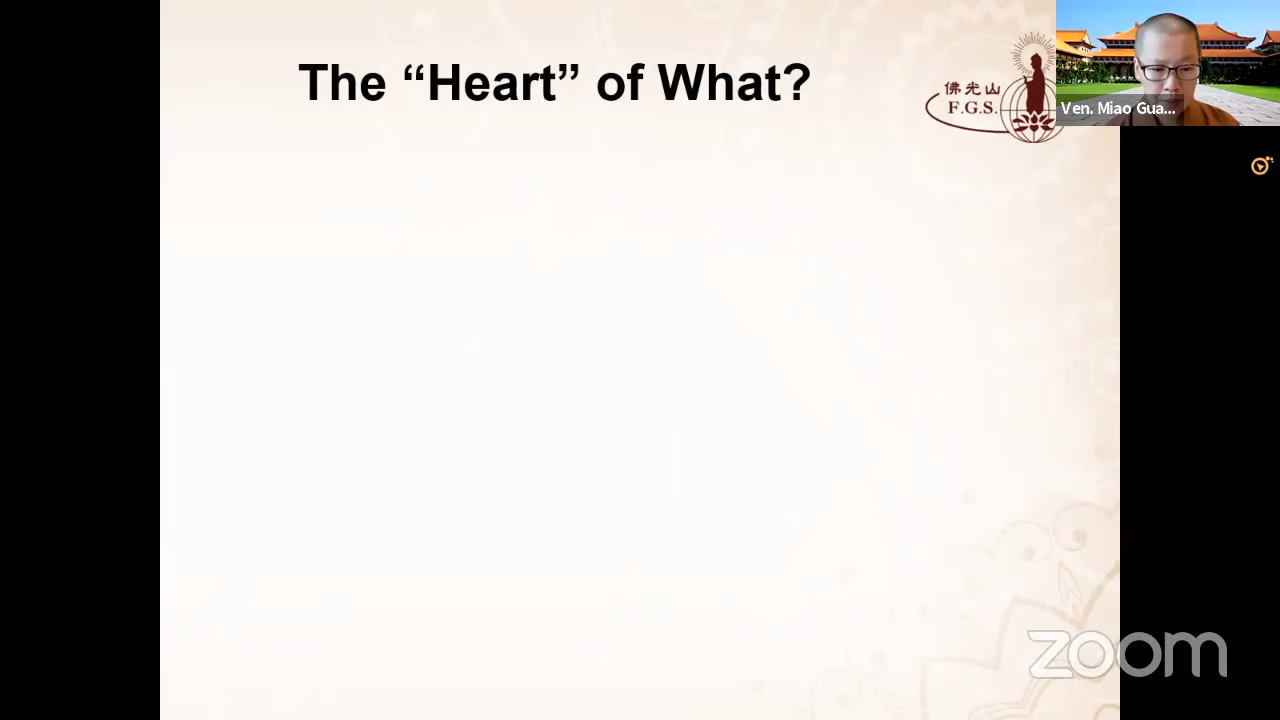 The “Heart” of What?
佛光山
F.G.S.
Ven. Miao Gua...
zoom